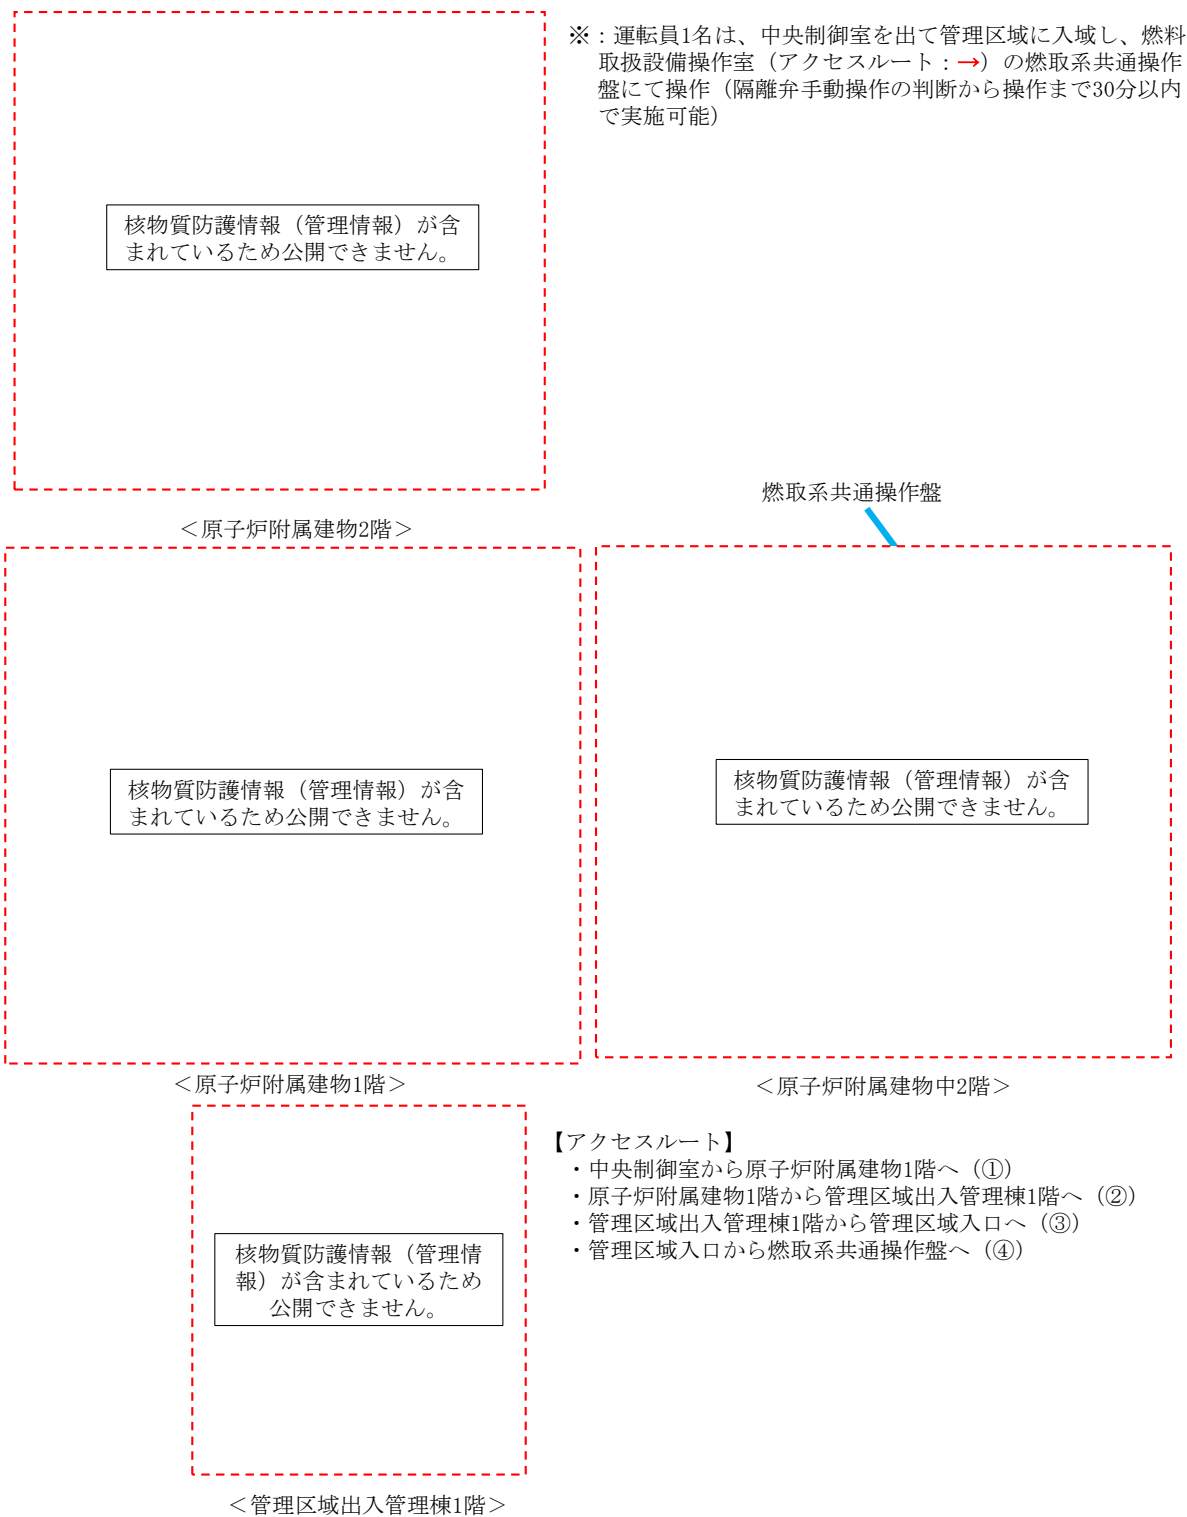 ※：運転員1名は、中央制御室を出て管理区域に入域し、燃料
取扱設備操作室（アクセスルート：→）の燃取系共通操作
盤にて操作（隔離弁手動操作の判断から操作まで30分以内
で実施可能）
核物質防護情報（管理情報）が含
まれているため公開できません。
＜原子炉附属建物2階＞
燃取系共通操作盤
核物質防護情報（管理情報）が含
まれているため公開できません。
＜原子炉附属建物1階＞
核物質防護情報（管理情報）が含
まれているため公開できません。
＜原子炉附属建物中2階＞
核物質防護情報（管理情
報）が含まれているため
公開できません。
＜管理区域出入管理棟1階＞
【アクセスルート】
・中央制御室から原子炉附属建物1階へ（①）
・原子炉附属建物1階から管理区域出入管理棟1階へ（②）
・管理区域出入管理棟1階から管理区域入口へ（③）
・管理区域入口から燃取系共通操作盤へ（④）